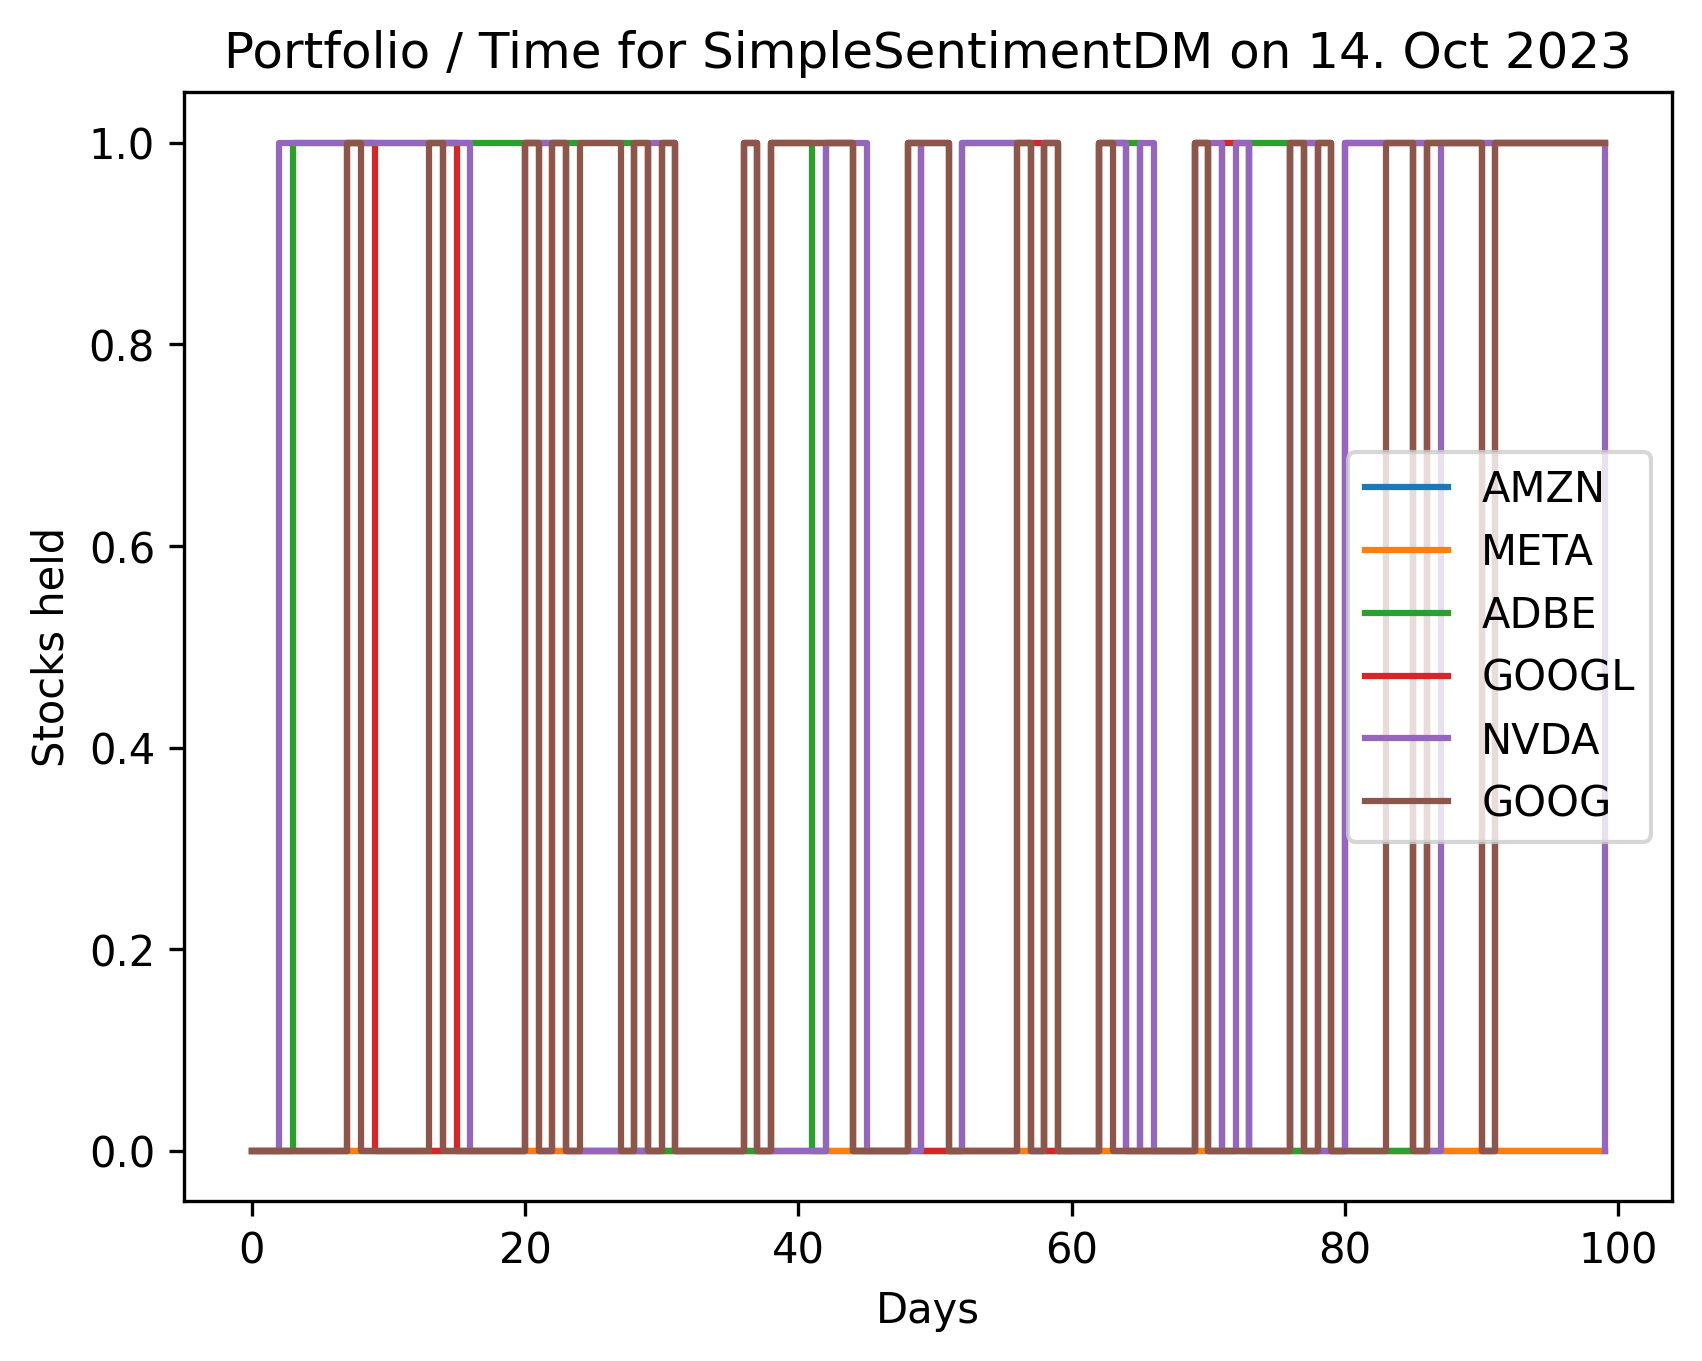 Portfolio / Time for SimpleSentimentDM on 14. Oct 2023
1.0
0.8
0.6
0.4
0.2
0.0
Stocks held
AMZN
META
ADBE
GOOGL
NVDA
GOOG
0 20 40 60 80 100
Days